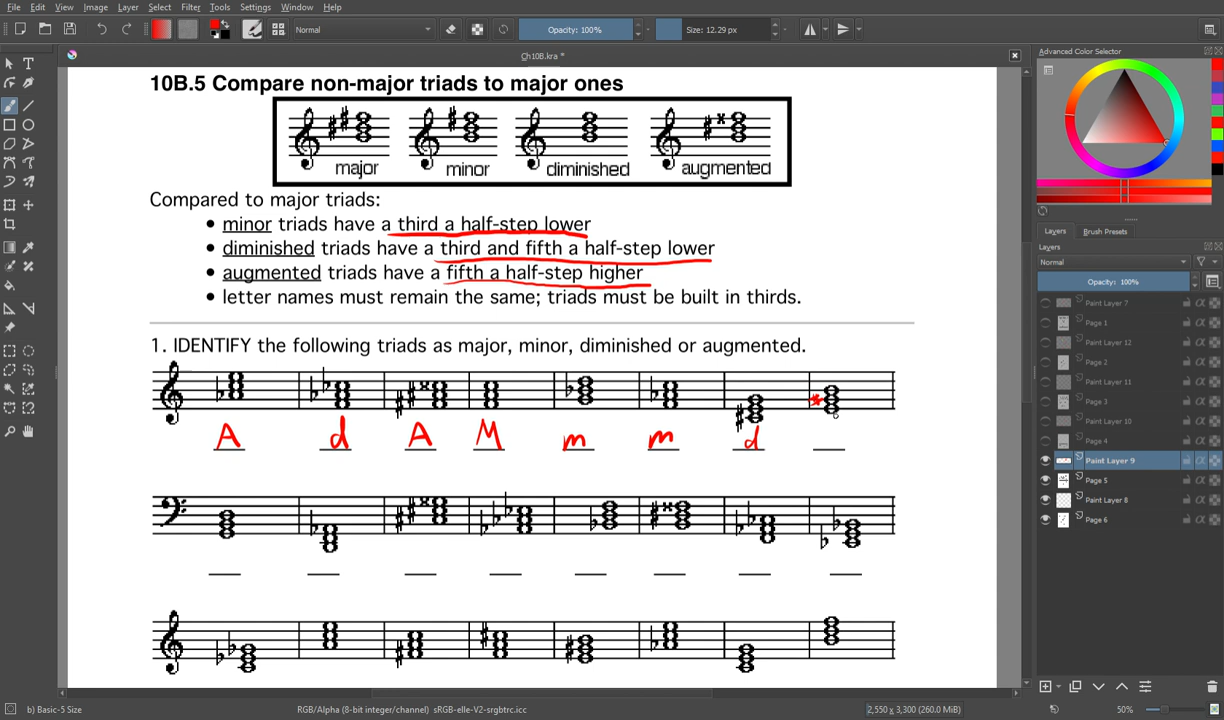 File Edit View Image Layer Select Filter Tools Settings Window Help
Normal Opacity: 100% Size: 12.29 px
Ch10B.kra *
10B.5 Compare non-major triads to major ones
major minor diminished augmented
Compared to major triads:
• minor triads have a third a half-step lower
• diminished triads have a third and fifth a half-step lower
• augmented triads have a fifth a half-step higher
• letter names must remain the same; triads must be built in thirds.
1. IDENTIFY the following triads as major, minor, diminished or augmented.
A d A M m m d
Advanced Color Selector
Layers Brush Presets
Layers
Normal
Opacity: 100%
Paint Layer 7
Page 1
Paint Layer 12
Page 2
Paint Layer 11
Page 3
Paint Layer 10
Page 4
Paint Layer 9
Page 5
Paint Layer 8
Page 6
b) Basic-5 Size RGB/Alpha (8-bit integer/channel) sRGB-elle-V2-srgbtrc.icc 2,550 x 3,300 (260.0 MiB) 50%